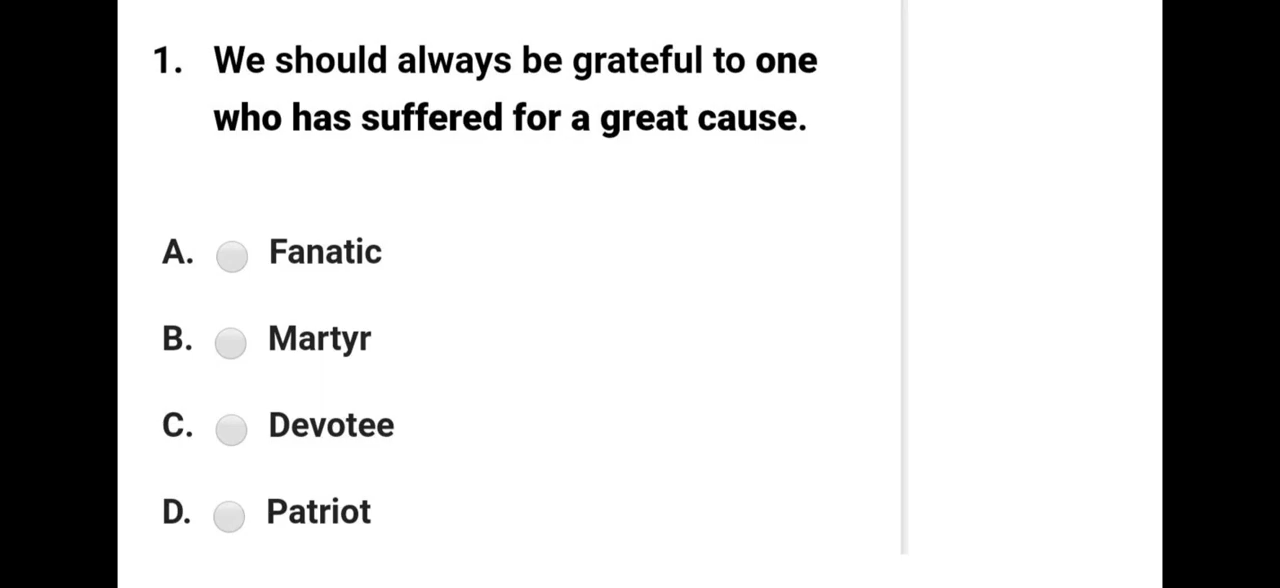 1. We should always be grateful to one
who has suffered for a great cause.
A. Fanatic
B. Martyr
C. Devotee
D. Patriot